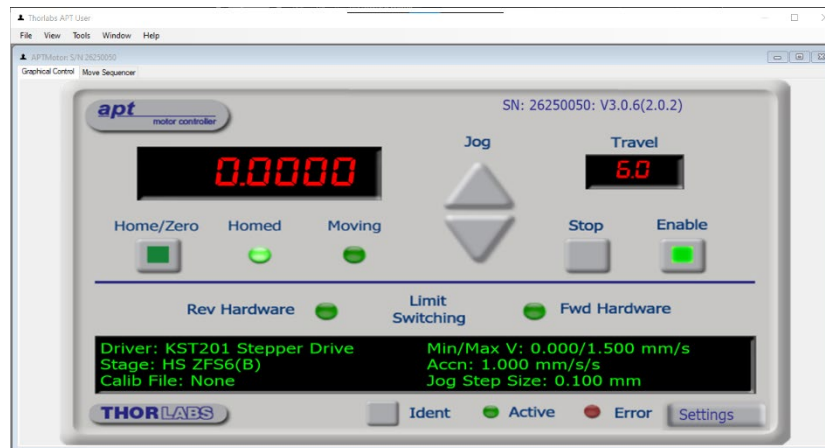 Thorlabs APT User
File View Tools Window Help
APTMotion S/N 26250050
Graphical Control Move Sequencer
apt
motor controller
SN: 26250050: V3.0.6(2.0.2)
Jog
Travel
0.0000
6.0
Home/Zero Homed Moving
Stop Enable
Rev Hardware
Limit
Switching
Fwd Hardware
Driver: KST201 Stepper Drive
Stage: HS ZFS6(B)
Calib File: None
Min/Max V: 0.000/1.500 mm/s
Accn: 1.000 mm/s/s
Jog Step Size: 0.100 mm
THORLABS
Ident Active Error Settings